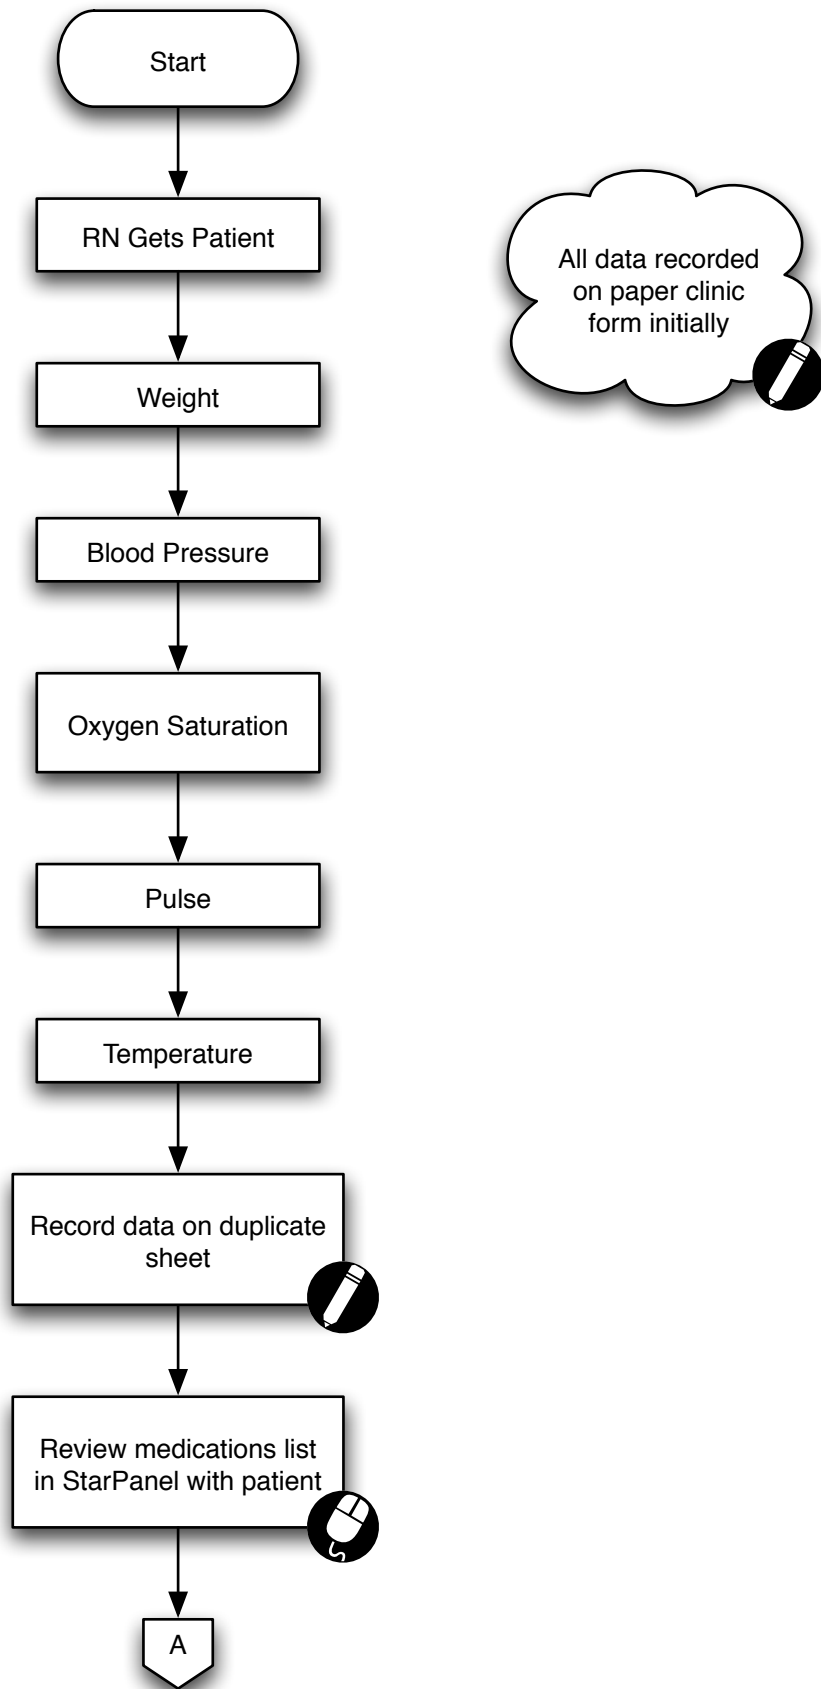 Start
RN Gets Patient
All data recorded
on paper clinic
form initially
Weight
Blood Pressure
Oxygen Saturation
Pulse
Temperature
Record data on duplicate
sheet
Review medications list
in StarPanel with patient
A